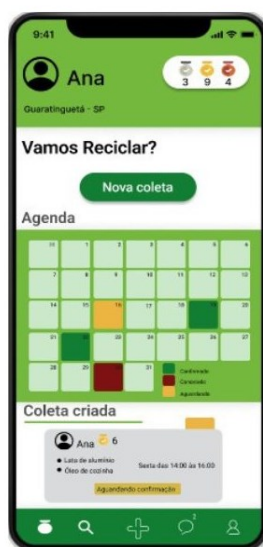 9:41
Ana
3 9 4
Guaratinguetá - SP
Vamos Reciclar?
Nova coleta
Agenda
31 1 2 3 4 5 6
7 8 9 10 11 12 13
14 15 16 17 18 19 20
21 22 23 24 25 26 27
28 29 30 31
Confirmado
Cancelado
Aguardando
Coleta criada
Ana 6
Lata de alumínio
Óleo de cozinha
Sexta das 14:00 às 16:00
Aguardando confirmação